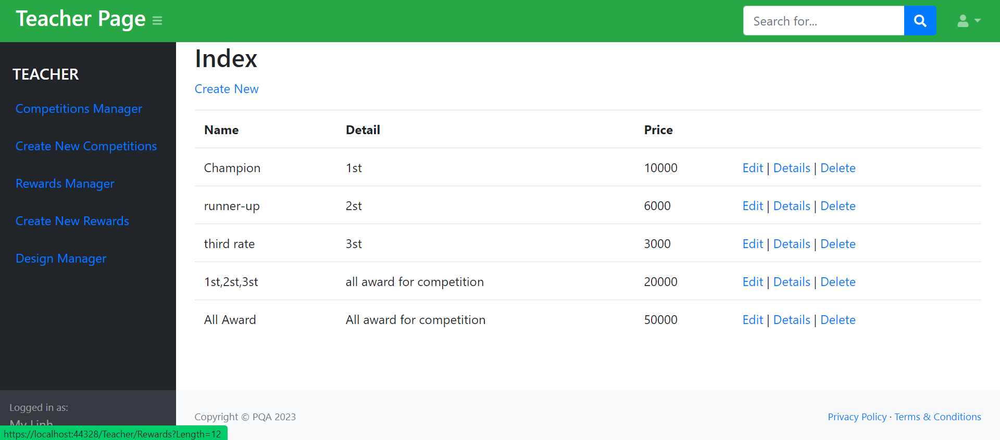 Teacher Page
Search for...
TEACHER
Competitions Manager
Create New Competitions
Rewards Manager
Create New Rewards
Design Manager
Logged in as:
My Linh
https://localhost:44328/Teacher/Rewards?Length=12
Index
Create New
Name Detail Price
Champion 1st 10000 Edit | Details | Delete
runner-up 2st 6000 Edit | Details | Delete
third rate 3st 3000 Edit | Details | Delete
1st,2st,3st all award for competition 20000 Edit | Details | Delete
All Award All award for competition 50000 Edit | Details | Delete
Copyright © PQA 2023
Privacy Policy · Terms & Conditions